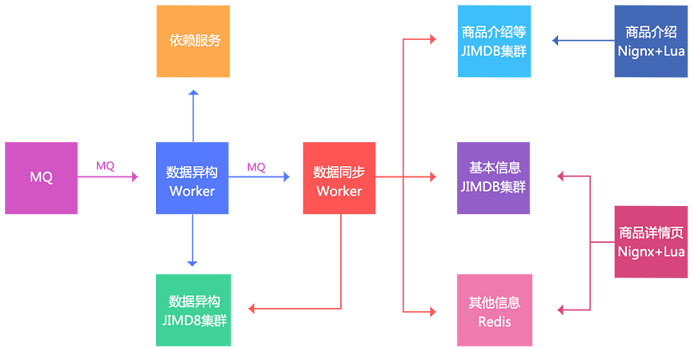 依赖服务
商品介绍等
JIMDB集群
商品介绍
Nignx+Lua
MQ
MQ
数据异构
Worker
MQ
数据同步
Worker
基本信息
JIMDB集群
商品详情页
Nignx+Lua
数据异构
JIMD8集群
其他信息
Redis